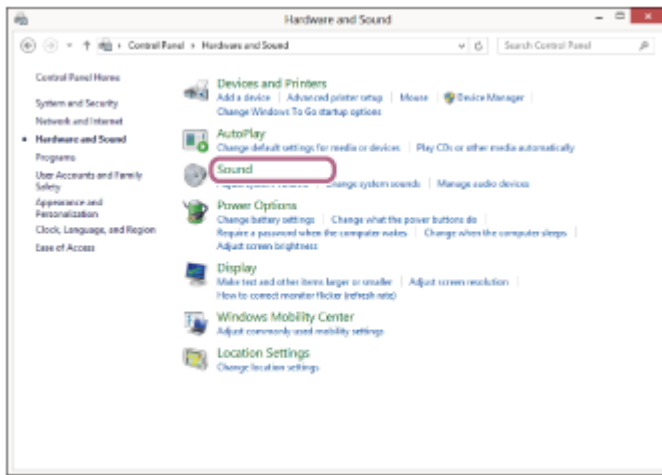 Hardware and Sound
Control Panel › Hardware and Sound
Search Control Panel
Control Panel Home
System and Security
Network and Internet
Hardware and Sound
Programs
User Accounts and Family
Safety
Appearance and
Personalization
Clock, Language, and Region
Ease of Access
Devices and Printers
Add a device | Advanced printer setup | Mouse | Device Manager
Change Windows To Go startup options
AutoPlay
Change default settings for media or devices | Play CDs or other media automatically
Sound
Adjust system volume | Change system sounds | Manage audio devices
Power Options
Change battery settings | Change what the power buttons do
Require a password when the computer wakes | Change when the computer sleeps
Adjust screen brightness
Display
Make text and other items larger or smaller | Adjust screen resolution
How to correct monitor flicker (refresh rate)
Windows Mobility Center
Adjust commonly used mobility settings
Location Settings
Change location settings